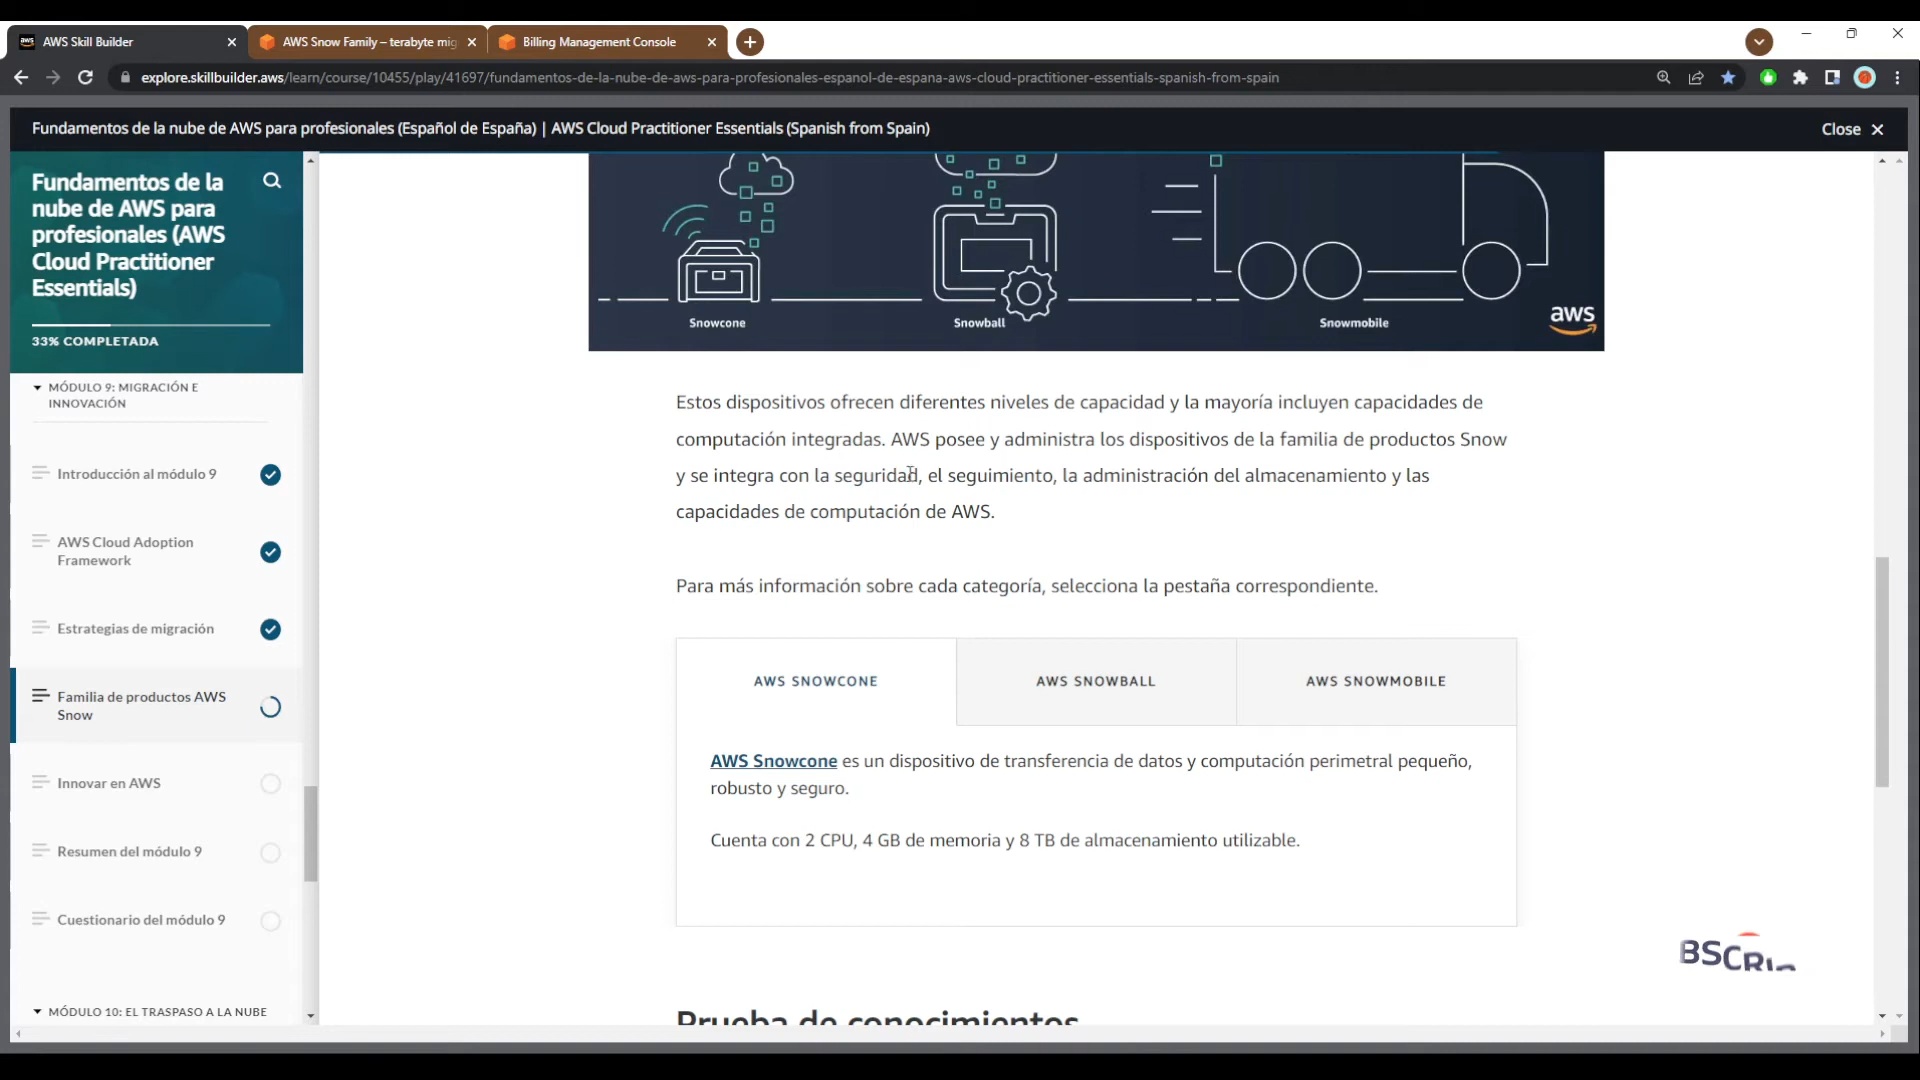 aws AWS Skill Builder
AWS Snow Family – terabyte mig
Billing Management Console
explore.skillbuilder.aws/learn/course/10455/play/41697/fundamentos-de-la-nube-de-aws-para-profesionales-espanol-de-espana-aws-cloud-practitioner-essentials-spanish-from-spain
Fundamentos de la nube de AWS para profesionales (Español de España) | AWS Cloud Practitioner Essentials (Spanish from Spain)
Close
Fundamentos de la
nube de AWS para
profesionales (AWS
Cloud Practitioner
Essentials)
33% COMPLETADA
MÓDULO 9: MIGRACIÓN E
INNOVACIÓN
Introducción al módulo 9
AWS Cloud Adoption
Framework
Estrategias de migración
Familia de productos AWS
Snow
Innovar en AWS
Resumen del módulo 9
Cuestionario del módulo 9
MÓDULO 10: EL TRASPASO A LA NUBE
Snowcone
Snowball
Snowmobile
aws
Estos dispositivos ofrecen diferentes niveles de capacidad y la mayoría incluyen capacidades de
computación integradas. AWS posee y administra los dispositivos de la familia de productos Snow
y se integra con la seguridad, el seguimiento, la administración del almacenamiento y las
capacidades de computación de AWS.
Para más información sobre cada categoría, selecciona la pestaña correspondiente.
AWS SNOWCONE
AWS SNOWBALL
AWS SNOWMOBILE
AWS Snowcone es un dispositivo de transferencia de datos y computación perimetral pequeño,
robusto y seguro.
Cuenta con 2 CPU, 4 GB de memoria y 8 TB de almacenamiento utilizable.
Prueba de conocimientos